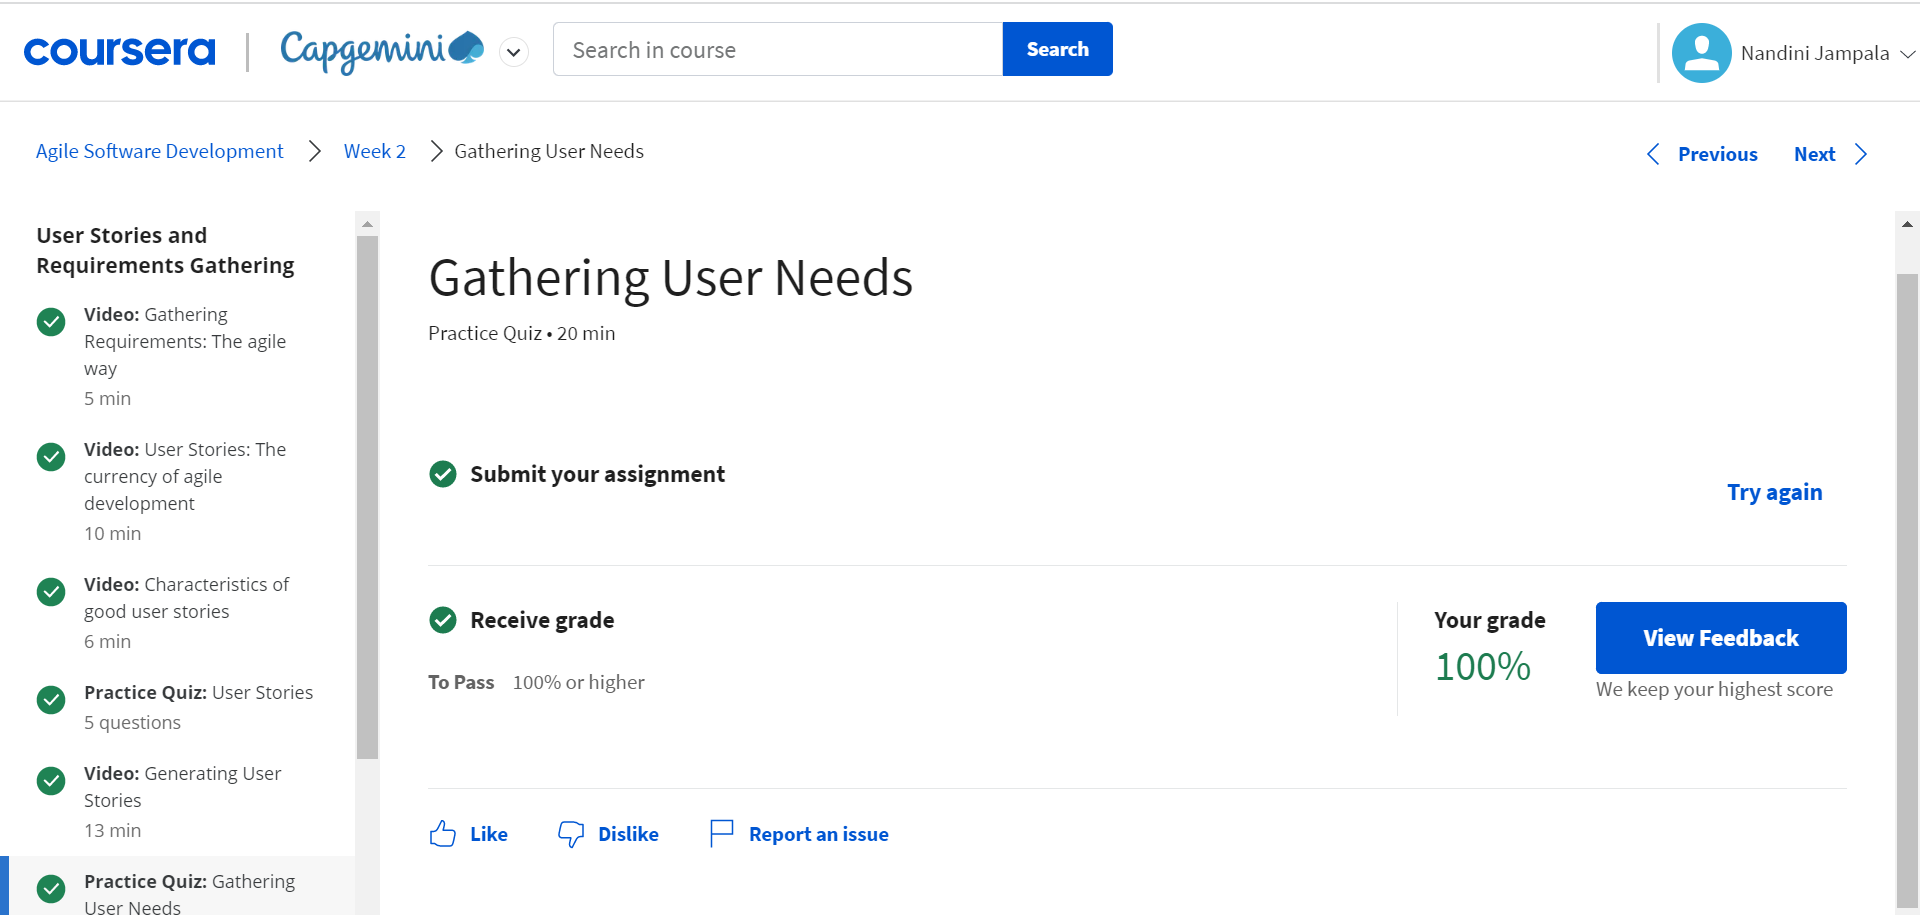 coursera
Capgemini
Search in course
Search
Nandini Jampala
Agile Software Development
Week 2
Gathering User Needs
Previous
Next
User Stories and
Requirements Gathering
Video: Gathering
Requirements: The agile
way
5 min
Video: User Stories: The
currency of agile
development
10 min
Video: Characteristics of
good user stories
6 min
Practice Quiz: User Stories
5 questions
Video: Generating User
Stories
13 min
Practice Quiz: Gathering
User Needs
Gathering User Needs
Practice Quiz • 20 min
Submit your assignment
Try again
Receive grade
To Pass 100% or higher
Your grade
100%
View Feedback
We keep your highest score
Like
Dislike
Report an issue